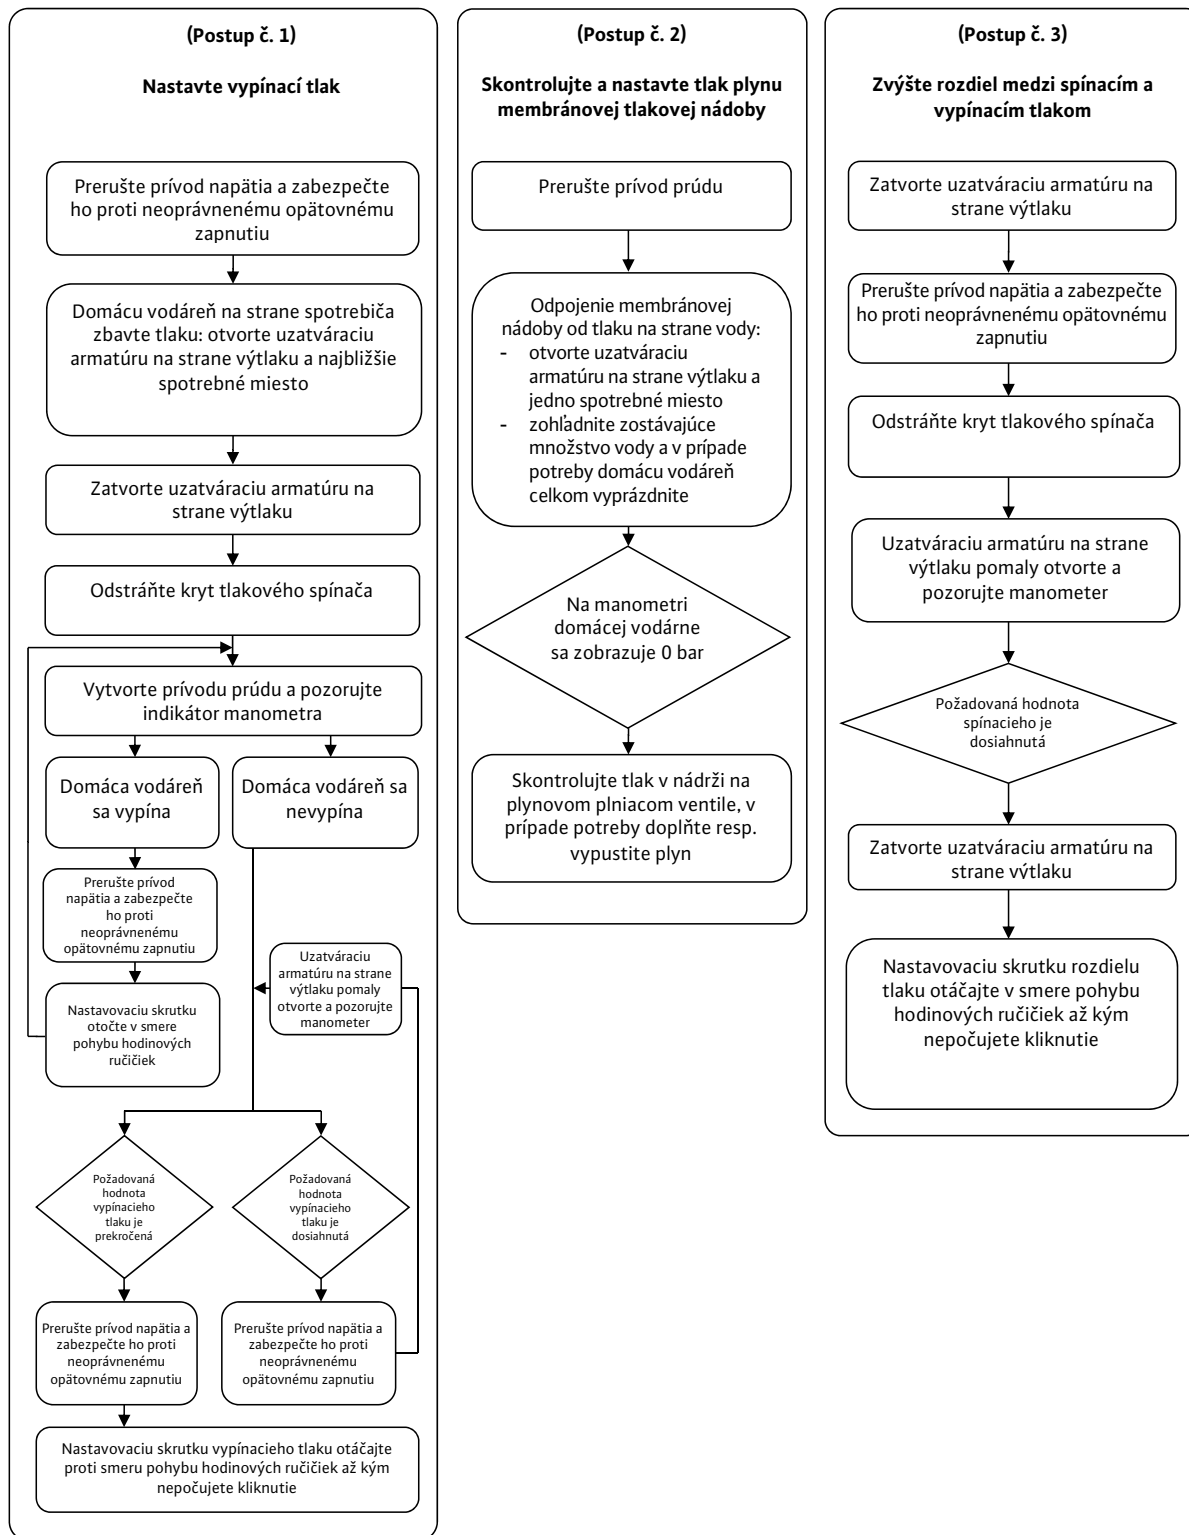 (Postup č. 1)
Nastavte vypínací tlak
Prerušte prívod napätia a zabezpečte
ho proti neoprávnenému opätovnému
zapnutiu
Domácu vodáreň na strane spotrebiča
zbavte tlaku: otvorte uzatváraciu
armatúru na strane výtlaku a najbližšie
spotrebné miesto
Zatvorte uzatváraciu armatúru na
strane výtlaku
Odstráňte kryt tlakového spínača
Vytvorte prívodu prúdu a pozorujte
indikátor manometra
Domáca vodáreň
sa vypína
Domáca vodáreň sa
nevypína
Prerušte prívod
napätia a zabezpečte
ho proti
neoprávnenému
opätovnému zapnutiu
Uzatváraciu
armatúru na strane
výtlaku pomaly
otvorte a pozorujte
manometer
Nastavovaciu skrutku
otočte v smere
pohybu hodinových
ručičiek
Požadovaná
hodnota
vypínacieho
tlaku je
prekročená
Požadovaná
hodnota
vypínacieho
tlaku je
dosiahnutá
Prerušte prívod napätia a
zabezpečte ho proti
neoprávnenému
opätovnému zapnutiu
Prerušte prívod napätia a
zabezpečte ho proti
neoprávnenému
opätovnému zapnutiu
Nastavovaciu skrutku vypínacieho tlaku otáčajte
proti smeru pohybu hodinových ručičiek až kým
nepočujete kliknutie
(Postup č. 2)
Skontrolujte a nastavte tlak plynu
membránovej tlakovej nádoby
Prerušte prívod prúdu
Odpojenie membránovej
nádoby od tlaku na strane vody:
- otvorte uzatváraciu
armatúru na strane výtlaku a
jedno spotrebné miesto
- zohľadnite zostávajúce
množstvo vody a v prípade
potreby domácu vodáreň
celkom vyprázdnite
Na manometri
domácej vodárne
sa zobrazuje 0 bar
Skontrolujte tlak v nádrži na
plynovom plniacom ventile, v
prípade potreby doplňte resp.
vypustite plyn
(Postup č. 3)
Zvýšte rozdiel medzi spínacím a
vypínacím tlakom
Zatvorte uzatváraciu armatúru na
strane výtlaku
Prerušte prívod napätia a zabezpečte
ho proti neoprávnenému opätovnému
zapnutiu
Odstráňte kryt tlakového spínača
Uzatváraciu armatúru na strane
výtlaku pomaly otvorte a
pozorujte manometer
Požadovaná hodnota
spínacieho je
dosiahnutá
Zatvorte uzatváraciu armatúru na
strane výtlaku
Nastavovaciu skrutku rozdielu
tlaku otáčajte v smere pohybu
hodinových ručičiek až kým
nepočujete kliknutie